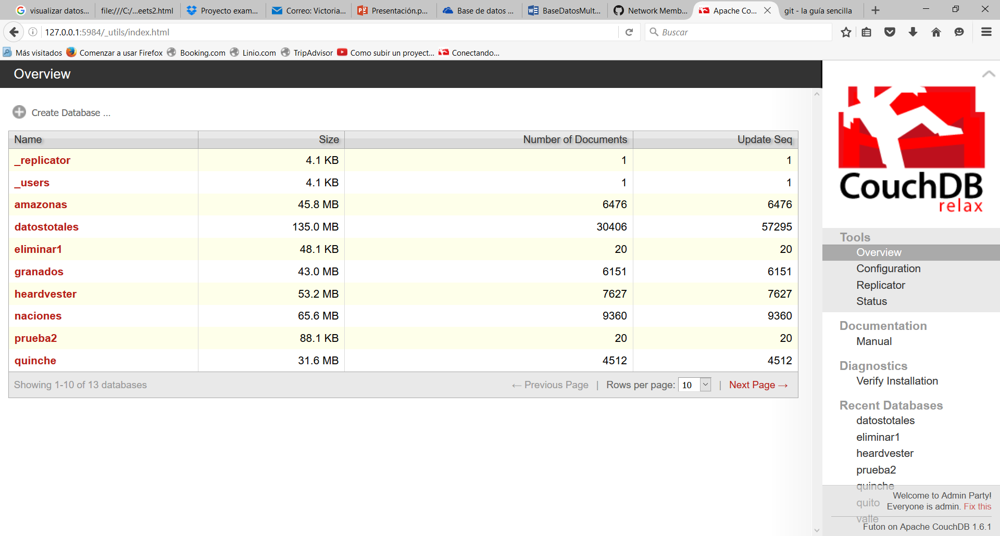 visualizar datos...
file:///C:/...eets2.html
Proyecto exam...
Correo: Victoria...
Presentación.p...
Base de datos ...
BaseDatosMult...
Network Memb...
Apache Co...
git - la guía sencilla
127.0.0.1:5984/_utils/index.html
Buscar
Más visitados
Comenzar a usar Firefox
Booking.com
Linio.com
TripAdvisor
Como subir un proyect...
Conectando...
Overview
Create Database ...
Name Size Number of Documents Update Seq
_replicator 4.1 KB 1 1
_users 4.1 KB 1 1
amazonas 45.8 MB 6476 6476
datostotales 135.0 MB 30406 57295
eliminar1 48.1 KB 20 20
granados 43.0 MB 6151 6151
heardvester 53.2 MB 7627 7627
naciones 65.6 MB 9360 9360
prueba2 88.1 KB 20 20
quinche 31.6 MB 4512 4512
Showing 1-10 of 13 databases
← Previous Page | Rows per page: 10 | Next Page →
CouchDB
relax
Tools
Overview
Configuration
Replicator
Status
Documentation
Manual
Diagnostics
Verify Installation
Recent Databases
datostotales
eliminar1
heardvester
prueba2
quinche
quito
valle
Welcome to Admin Party!
Everyone is admin. Fix this
Futon on Apache CouchDB 1.6.1